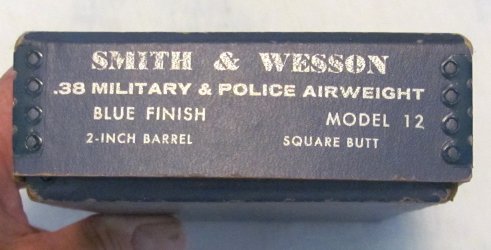 SMITH & WESSON
.38 MILITARY & POLICE AIRWEIGHT
BLUE FINISH MODEL 12
2-INCH BARREL SQUARE BUTT